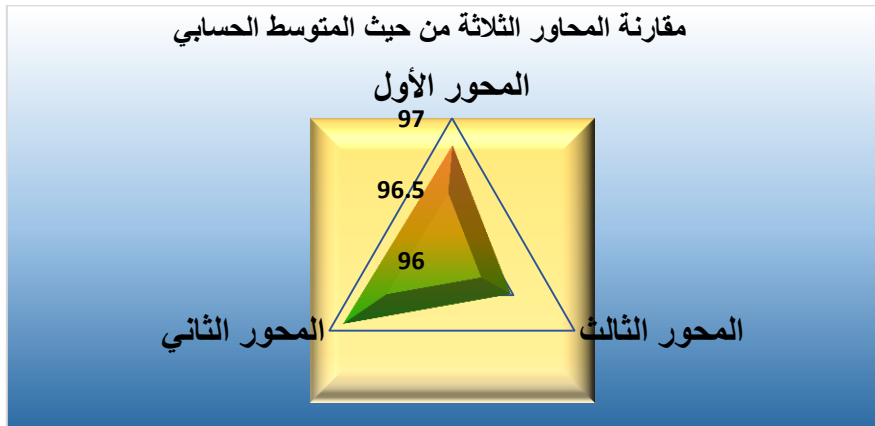 مقارنة المحاور الثلاثة من حيث المتوسط الحسابي
المحور الأول
97
96.5
96
المحور الثالث
المحور الثاني